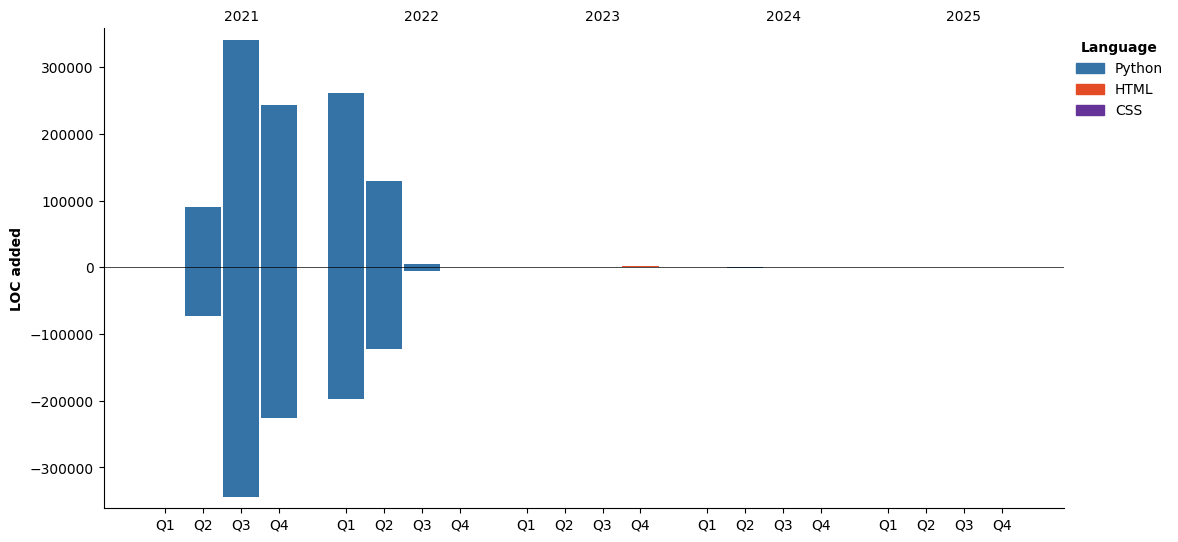 2021 2022 2023 2024 2025
Language
Python
HTML
CSS
LOC added
300000
200000
100000
0
−100000
−200000
−300000
Q1 Q2 Q3 Q4 Q1 Q2 Q3 Q4 Q1 Q2 Q3 Q4 Q1 Q2 Q3 Q4 Q1 Q2 Q3 Q4